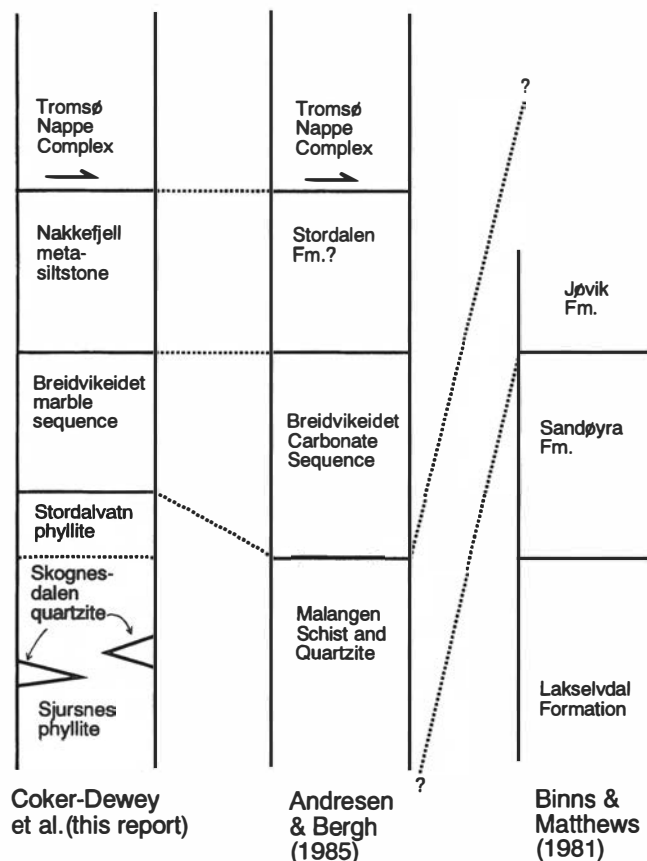 Tromsø
Nappe
Complex
Nakkefjell
meta-
siltstone
Breidvikeidet
marble
sequence
Stordalvatn
phyllite
Skognes-
dalen
quartzite
Sjursnes
phyllite
Coker-Dewey
et al.(this report)
Tromsø
Nappe
Complex
Stordalen
Fm.?
Breidvikeidet
Carbonate
Sequence
Malangen
Schist and
Quartzite
Andresen
& Bergh
(1985)
?
?
Jøvik
Fm.
Sandøyra
Fm.
Lakselvdal
Formation
Binns &
Matthews
(1981)